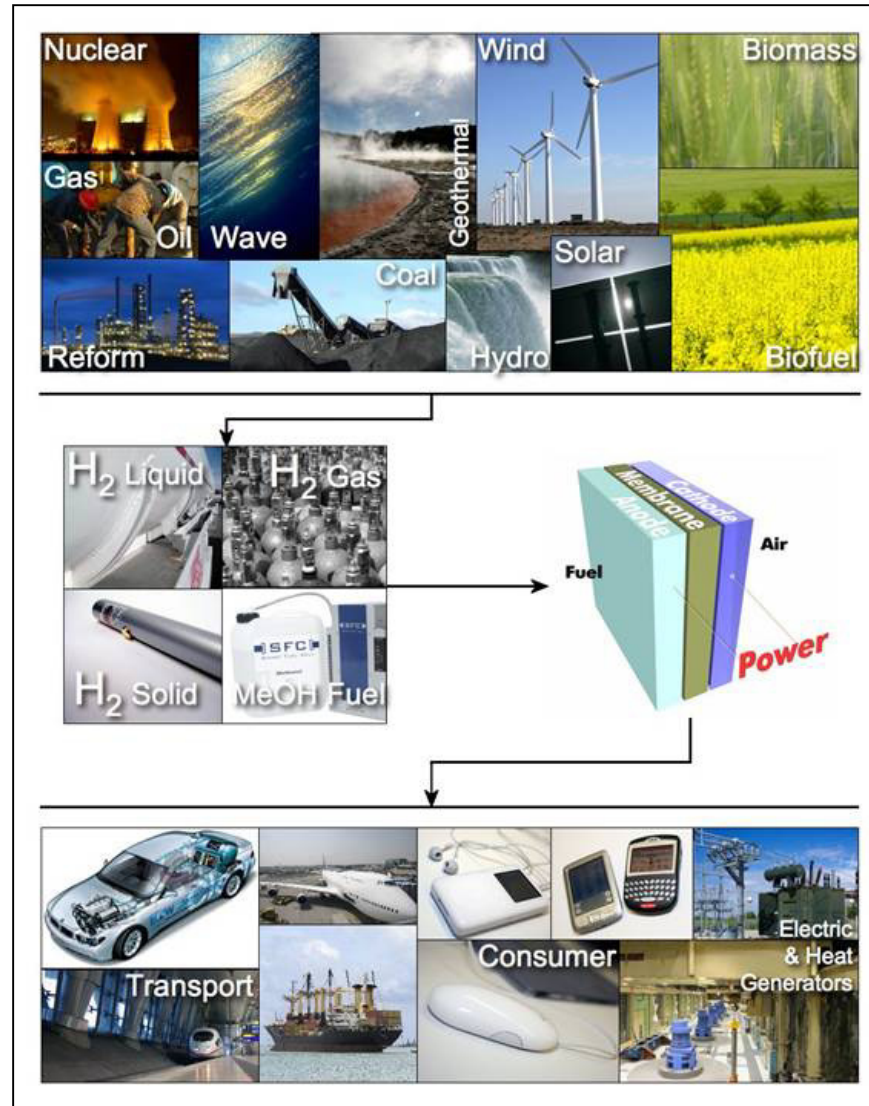 Nuclear
Wind
Biomass
Gas
Oil
Wave
Geothermal
Coal
Solar
Reform
Hydro
Biofuel
H₂ Liquid
H₂ Gas
H₂ Solid
SFC
SFC
MeOH Fuel
Anode
Membrane
Cathode
Fuel
Air
Power
Transport
Consumer
Electric
& Heat
Generators